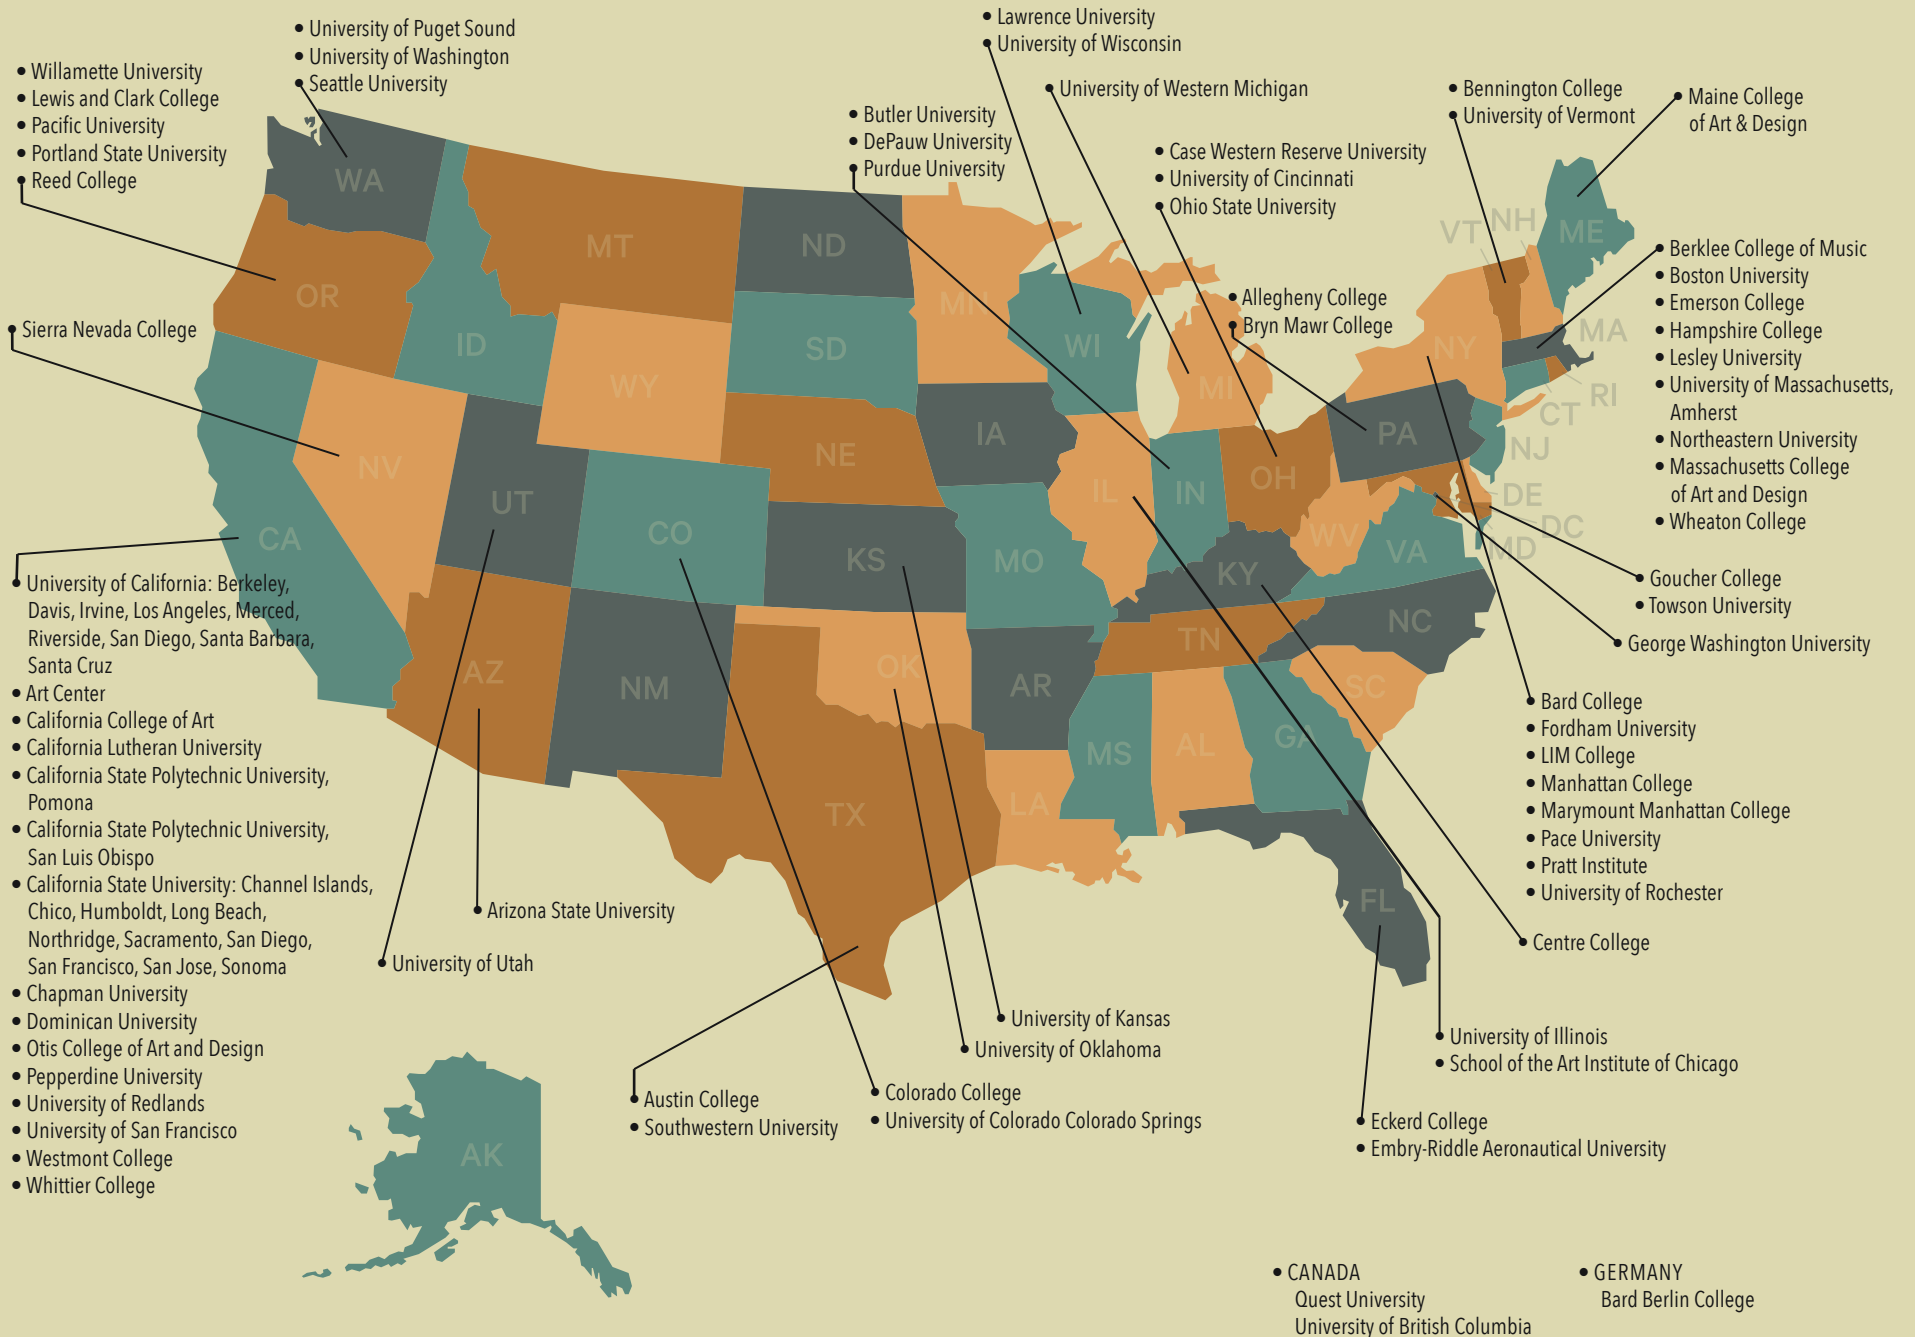 • University of Puget Sound
• University of Washington
• Seattle University
• Willamette University
• Lewis and Clark College
• Pacific University
• Portland State University
• Reed College
• Sierra Nevada College
• Lawrence University
• University of Wisconsin
• University of Western Michigan
• Butler University
• DePauw University
• Purdue University
• Case Western Reserve University
• University of Cincinnati
• Ohio State University
• Allegheny College
• Bryn Mawr College
• Bennington College
• University of Vermont
• Maine College
of Art & Design
• Berklee College of Music
• Boston University
• Emerson College
• Hampshire College
• Lesley University
• University of Massachusetts,
Amherst
• Northeastern University
• Massachusetts College
of Art and Design
• Wheaton College
• Goucher College
• Towson University
• George Washington University
• Bard College
• Fordham University
• LIM College
• Manhattan College
• Marymount Manhattan College
• Pace University
• Pratt Institute
• University of Rochester
• Centre College
• University of Illinois
• School of the Art Institute of Chicago
• Eckerd College
• Embry-Riddle Aeronautical University
• University of Kansas
• University of Oklahoma
• Colorado College
• University of Colorado Colorado Springs
• Austin College
• Southwestern University
• Arizona State University
• University of Utah
• University of California: Berkeley,
Davis, Irvine, Los Angeles, Merced,
Riverside, San Diego, Santa Barbara,
Santa Cruz
• Art Center
• California College of Art
• California Lutheran University
• California State Polytechnic University,
Pomona
• California State Polytechnic University,
San Luis Obispo
• California State University: Channel Islands,
Chico, Humboldt, Long Beach,
Northridge, Sacramento, San Diego,
San Francisco, San Jose, Sonoma
• Chapman University
• Dominican University
• Otis College of Art and Design
• Pepperdine University
• University of Redlands
• University of San Francisco
• Westmont College
• Whittier College
WA
OR
ID
MT
ND
MN
SD
WY
WI
MI
NY
VT
NH
ME
MA
RI
CT
NJ
PA
DE
DC
MD
NV
UT
CA
CO
NE
IA
IL
IN
OH
WV
VA
KS
MO
KY
NC
TN
SC
AZ
NM
OK
AR
TX
LA
MS
AL
GA
FL
AK
• CANADA
Quest University
University of British Columbia
• GERMANY
Bard Berlin College